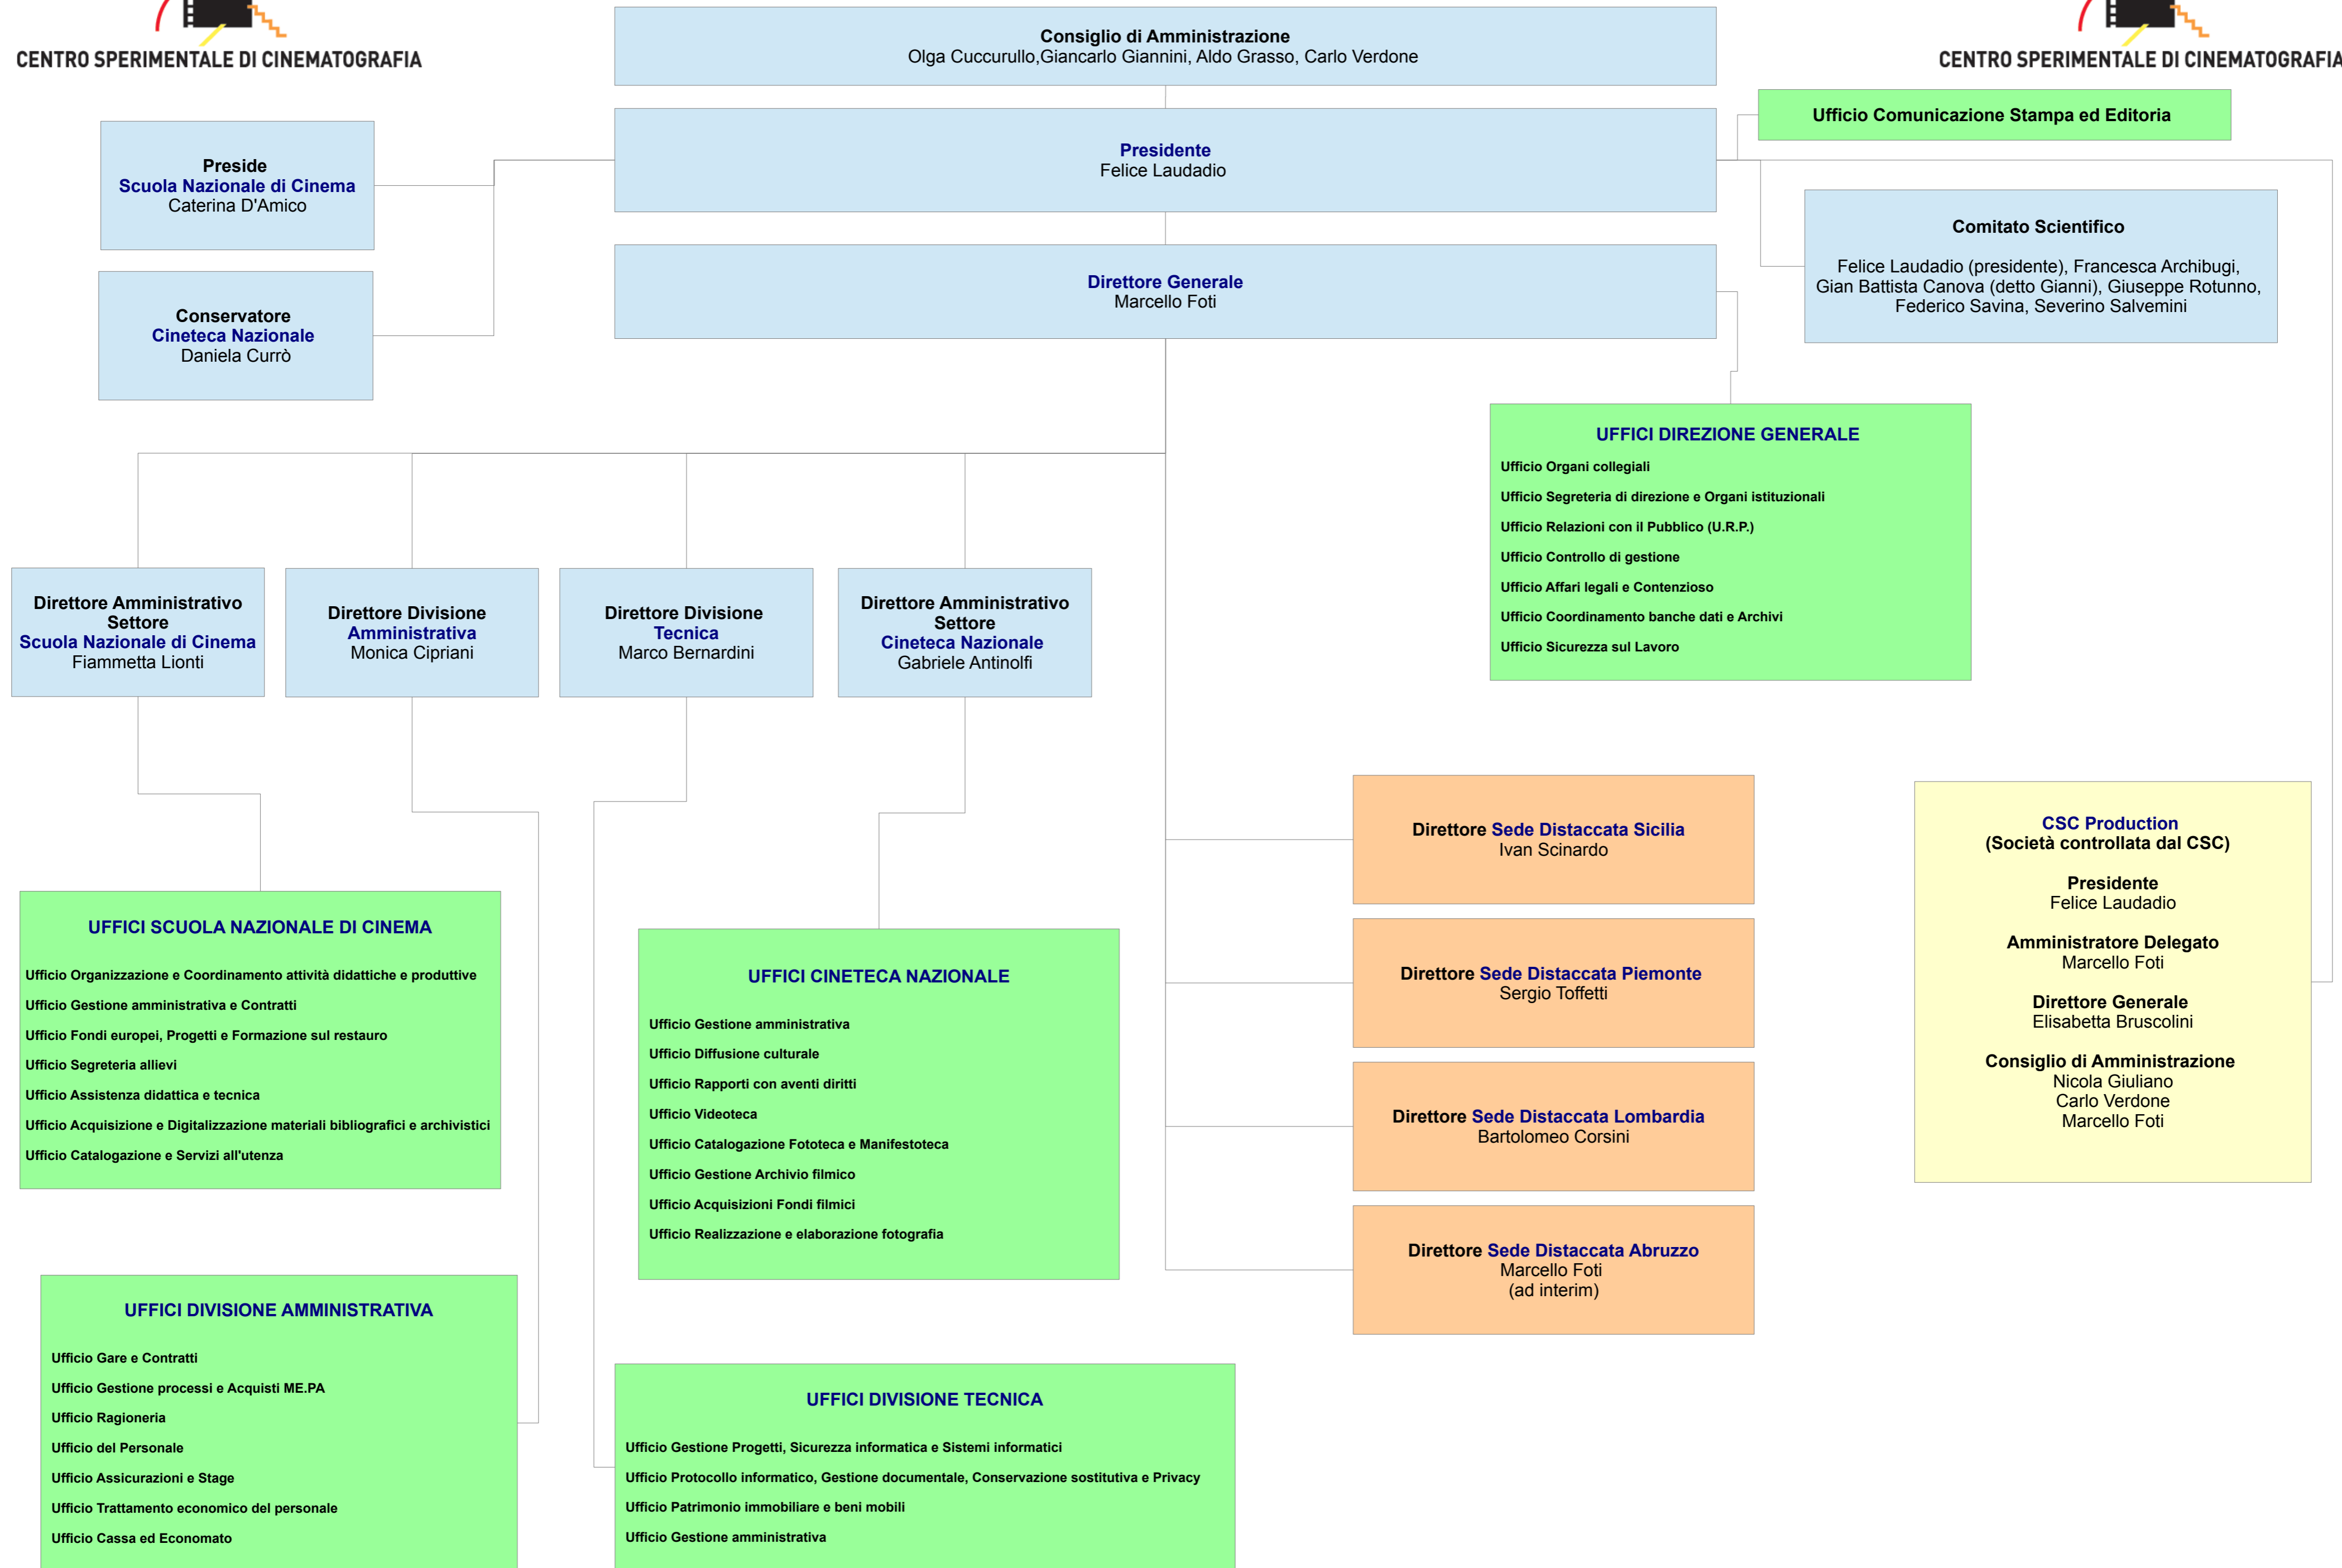 CENTRO SPERIMENTALE DI CINEMATOGRAFIA
Consiglio di Amministrazione
Olga Cuccurullo,Giancarlo Giannini, Aldo Grasso, Carlo Verdone
CENTRO SPERIMENTALE DI CINEMATOGRAFIA
Ufficio Comunicazione Stampa ed Editoria
Preside
Scuola Nazionale di Cinema
Caterina D'Amico
Presidente
Felice Laudadio
Comitato Scientifico
Felice Laudadio (presidente), Francesca Archibugi,
Gian Battista Canova (detto Gianni), Giuseppe Rotunno,
Federico Savina, Severino Salvemini
Conservatore
Cineteca Nazionale
Daniela Currò
Direttore Generale
Marcello Foti
UFFICI DIREZIONE GENERALE
Ufficio Organi collegiali
Ufficio Segreteria di direzione e Organi istituzionali
Ufficio Relazioni con il Pubblico (U.R.P.)
Ufficio Controllo di gestione
Ufficio Affari legali e Contenzioso
Ufficio Coordinamento banche dati e Archivi
Ufficio Sicurezza sul Lavoro
Direttore Amministrativo
Settore
Scuola Nazionale di Cinema
Fiammetta Lionti
Direttore Divisione
Amministrativa
Monica Cipriani
Direttore Divisione
Tecnica
Marco Bernardini
Direttore Amministrativo
Settore
Cineteca Nazionale
Gabriele Antinolfi
Direttore Sede Distaccata Sicilia
Ivan Scinardo
Direttore Sede Distaccata Piemonte
Sergio Toffetti
Direttore Sede Distaccata Lombardia
Bartolomeo Corsini
Direttore Sede Distaccata Abruzzo
Marcello Foti
(ad interim)
CSC Production
(Società controllata dal CSC)
Presidente
Felice Laudadio
Amministratore Delegato
Marcello Foti
Direttore Generale
Elisabetta Bruscolini
Consiglio di Amministrazione
Nicola Giuliano
Carlo Verdone
Marcello Foti
UFFICI SCUOLA NAZIONALE DI CINEMA
Ufficio Organizzazione e Coordinamento attività didattiche e produttive
Ufficio Gestione amministrativa e Contratti
Ufficio Fondi europei, Progetti e Formazione sul restauro
Ufficio Segreteria allievi
Ufficio Assistenza didattica e tecnica
Ufficio Acquisizione e Digitalizzazione materiali bibliografici e archivistici
Ufficio Catalogazione e Servizi all'utenza
UFFICI CINETECA NAZIONALE
Ufficio Gestione amministrativa
Ufficio Diffusione culturale
Ufficio Rapporti con aventi diritti
Ufficio Videoteca
Ufficio Catalogazione Fototeca e Manifestoteca
Ufficio Gestione Archivio filmico
Ufficio Acquisizioni Fondi filmici
Ufficio Realizzazione e elaborazione fotografia
UFFICI DIVISIONE AMMINISTRATIVA
Ufficio Gare e Contratti
Ufficio Gestione processi e Acquisti ME.PA
Ufficio Ragioneria
Ufficio del Personale
Ufficio Assicurazioni e Stage
Ufficio Trattamento economico del personale
Ufficio Cassa ed Economato
UFFICI DIVISIONE TECNICA
Ufficio Gestione Progetti, Sicurezza informatica e Sistemi informatici
Ufficio Protocollo informatico, Gestione documentale, Conservazione sostitutiva e Privacy
Ufficio Patrimonio immobiliare e beni mobili
Ufficio Gestione amministrativa